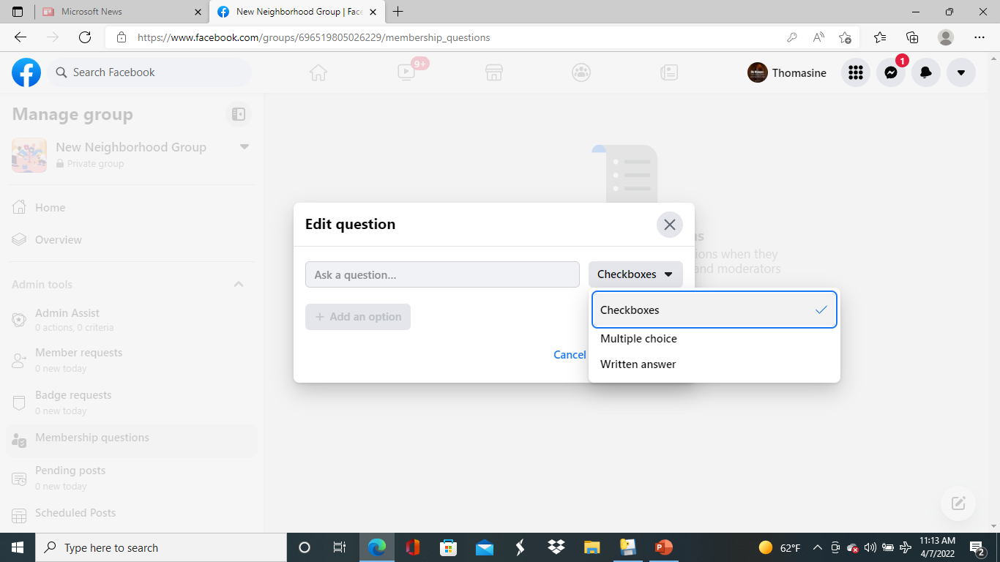 Microsoft News
New Neighborhood Group | Face
https://www.facebook.com/groups/696519805026229/membership_questions
Search Facebook
9+
Thomasine
1
Manage group
New Neighborhood Group
Private group
Home
Overview
Admin tools
Admin Assist
0 actions, 0 criteria
Member requests
0 new today
Badge requests
0 new today
Membership questions
Pending posts
0 new today
Scheduled Posts
ns
ions when they
and moderators
Edit question
Ask a question...
Checkboxes
+ Add an option
Cancel
Checkboxes
Multiple choice
Written answer
Type here to search
62°F
11:13 AM
4/7/2022
2